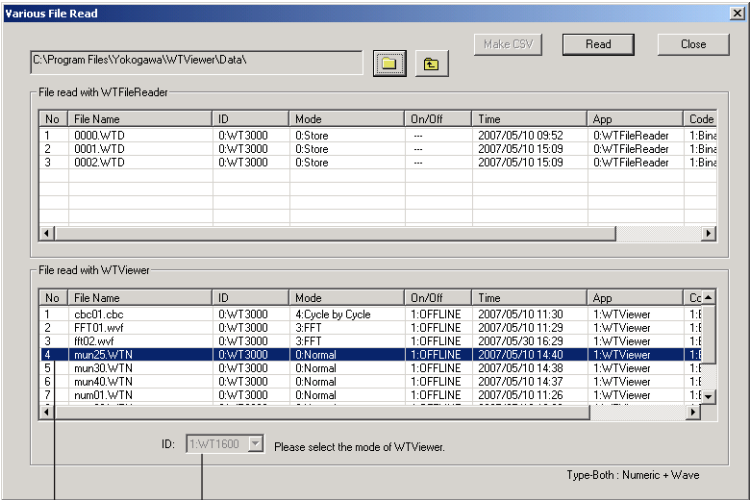 Various File Read
Make CSV Read Close
C:\Program Files\Yokogawa\WTViewer\Data\
File read with WTFileReader
No File Name ID Mode On/Off Time App Code
1 0000.WTD 0:WT3000 0:Store --- 2007/05/10 09:52 0:WTFileReader 1:Bina
2 0001.WTD 0:WT3000 0:Store --- 2007/05/10 15:09 0:WTFileReader 1:Bina
3 0002.WTD 0:WT3000 0:Store --- 2007/05/10 15:09 0:WTFileReader 1:Bina
File read with WTViewer
No File Name ID Mode On/Off Time App Cc
1 cbc01.cbc 0:WT3000 4:Cycle by Cycle 1:OFFLINE 2007/05/10 11:30 1:WTViewer 1:E
2 FFT01.wvf 0:WT3000 3:FFT 1:OFFLINE 2007/05/10 11:29 1:WTViewer 1:E
3 fft02.wvf 0:WT3000 3:FFT 1:OFFLINE 2007/05/30 16:29 1:WTViewer 1:E
4 mun25.WTN 0:WT3000 0:Normal 1:OFFLINE 2007/05/10 14:40 1:WTViewer 1:E
5 mun30.WTN 0:WT3000 0:Normal 1:OFFLINE 2007/05/10 14:38 1:WTViewer 1:E
6 mun40.WTN 0:WT3000 0:Normal 1:OFFLINE 2007/05/10 14:37 1:WTViewer 1:E
7 num01.WTN 0:WT3000 0:Normal 1:OFFLINE 2007/05/10 11:26 1:WTViewer 1:E
ID: 1:WT1600 Please select the mode of WTViewer.
Type-Both : Numeric + Wave